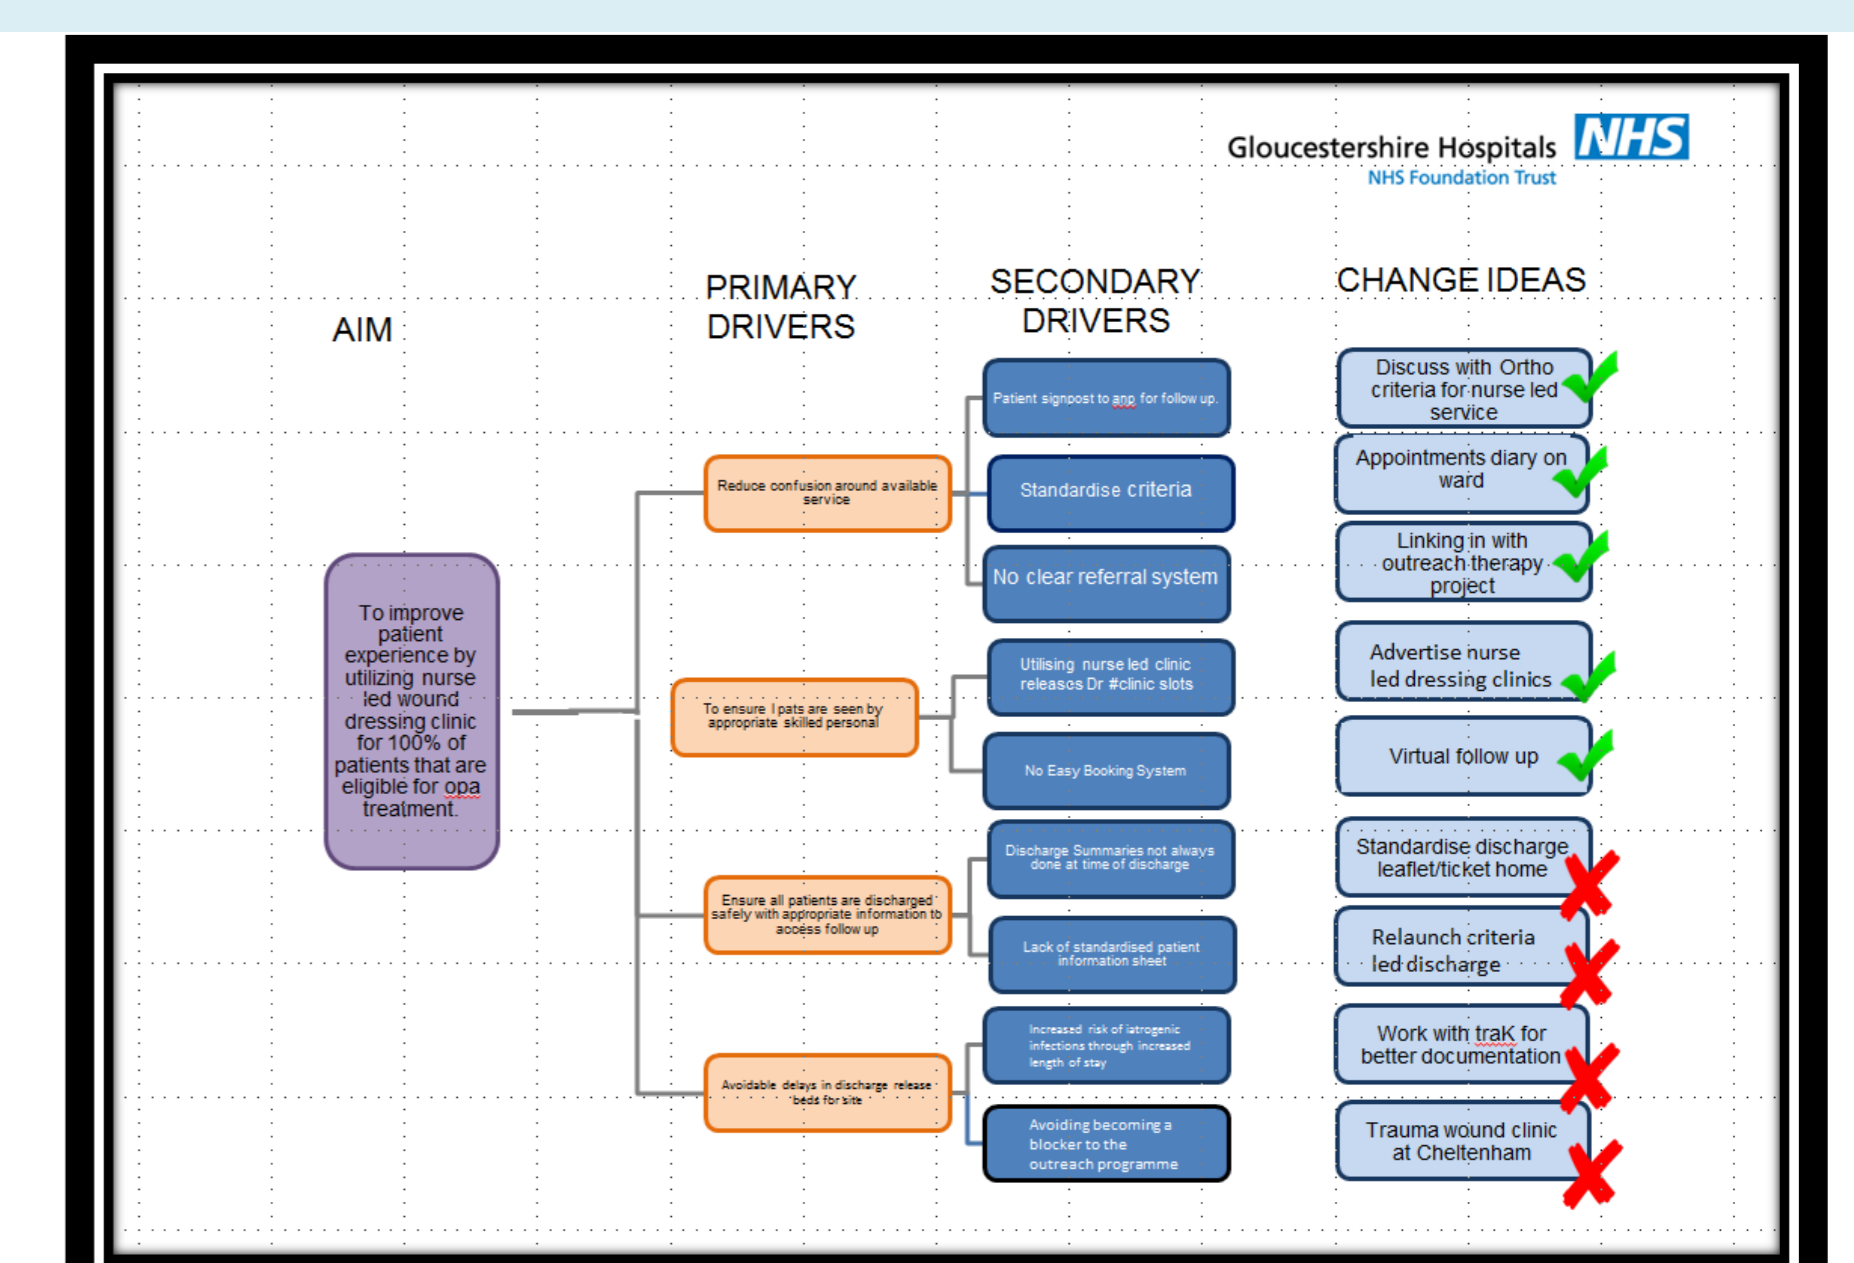 Gloucestershire Hospitals NHS
NHS Foundation Trust
AIM
PRIMARY
DRIVERS
SECONDARY
DRIVERS
CHANGE IDEAS
To improve
patient
experience by
utilizing nurse
led wound
dressing clinic
for 100% of
patients that are
eligible for opa
treatment.
Reduce confusion around available
service
To ensure I pats are seen by
appropriate skilled personal
Ensure all patients are discharged
safely with appropriate information to
access follow up
Avoidable delays in discharge release
beds for site
Patient signpost to anp for follow up.
Standardise criteria
No clear referral system
Utilising nurse led clinic
releases Dr #clinic slots
No Easy Booking System
Discharge Summaries not always
done at time of discharge
Lack of standardised patient
information sheet
Increased risk of iatrogenic
infections through increased
length of stay
Avoiding becoming a
blocker to the
outreach programme
Discuss with Ortho
criteria for nurse led
service
Appointments diary on
ward
Linking in with
outreach therapy
project
Advertise nurse
led dressing clinics
Virtual follow up
Standardise discharge
leaflet/ticket home
Relaunch criteria
led discharge
Work with traK for
better documentation
Trauma wound clinic
at Cheltenham